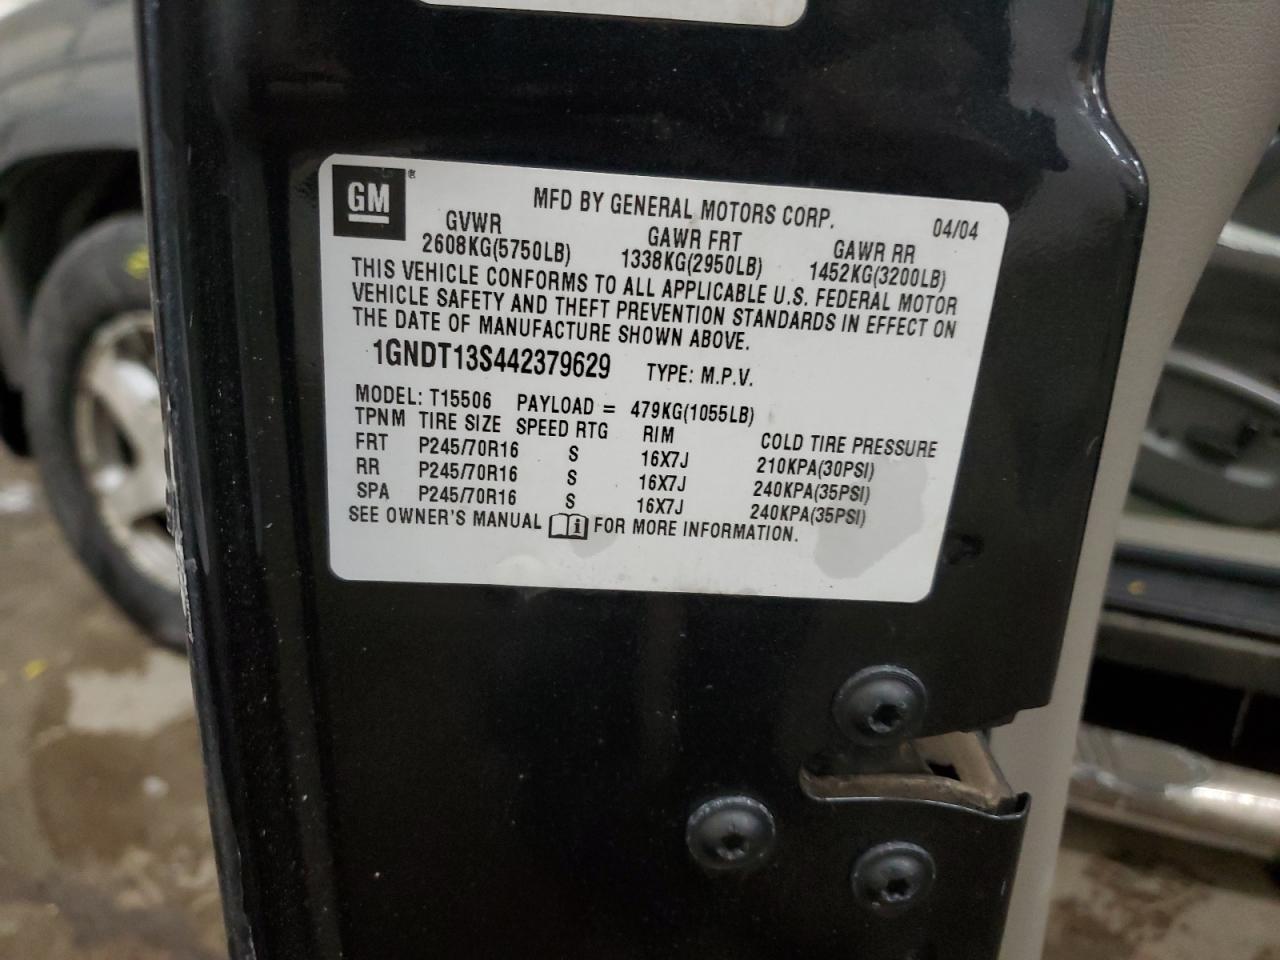 GM ®
MFD BY GENERAL MOTORS CORP. 04/04
GVWR GAWR FRT GAWR RR
2608KG(5750LB) 1338KG(2950LB) 1452KG(3200LB)
THIS VEHICLE CONFORMS TO ALL APPLICABLE U.S. FEDERAL MOTOR
VEHICLE SAFETY AND THEFT PREVENTION STANDARDS IN EFFECT ON
THE DATE OF MANUFACTURE SHOWN ABOVE.
1GNDT13S442379629 TYPE: M.P.V.
MODEL: T15506 PAYLOAD = 479KG(1055LB)
TPNM TIRE SIZE SPEED RTG RIM COLD TIRE PRESSURE
FRT P245/70R16 S 16X7J 210KPA(30PSI)
RR P245/70R16 S 16X7J 240KPA(35PSI)
SPA P245/70R16 S 16X7J 240KPA(35PSI)
SEE OWNER'S MANUAL i FOR MORE INFORMATION.